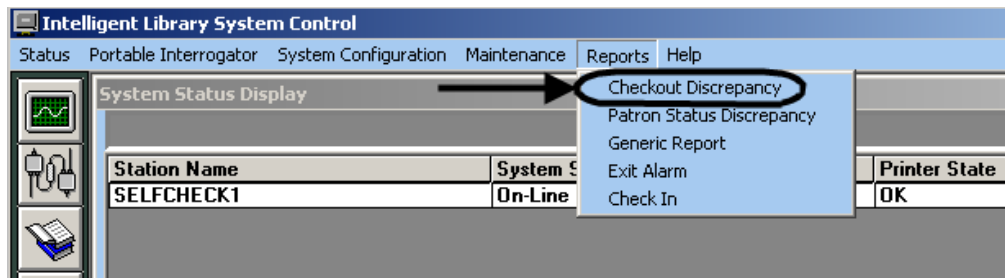 Intelligent Library System Control
Status Portable Interrogator System Configuration Maintenance Reports Help
System Status Display
Checkout Discrepancy
Patron Status Discrepancy
Generic Report
Exit Alarm
Check In
Station Name System S Printer State
SELFCHECK1 On-Line OK